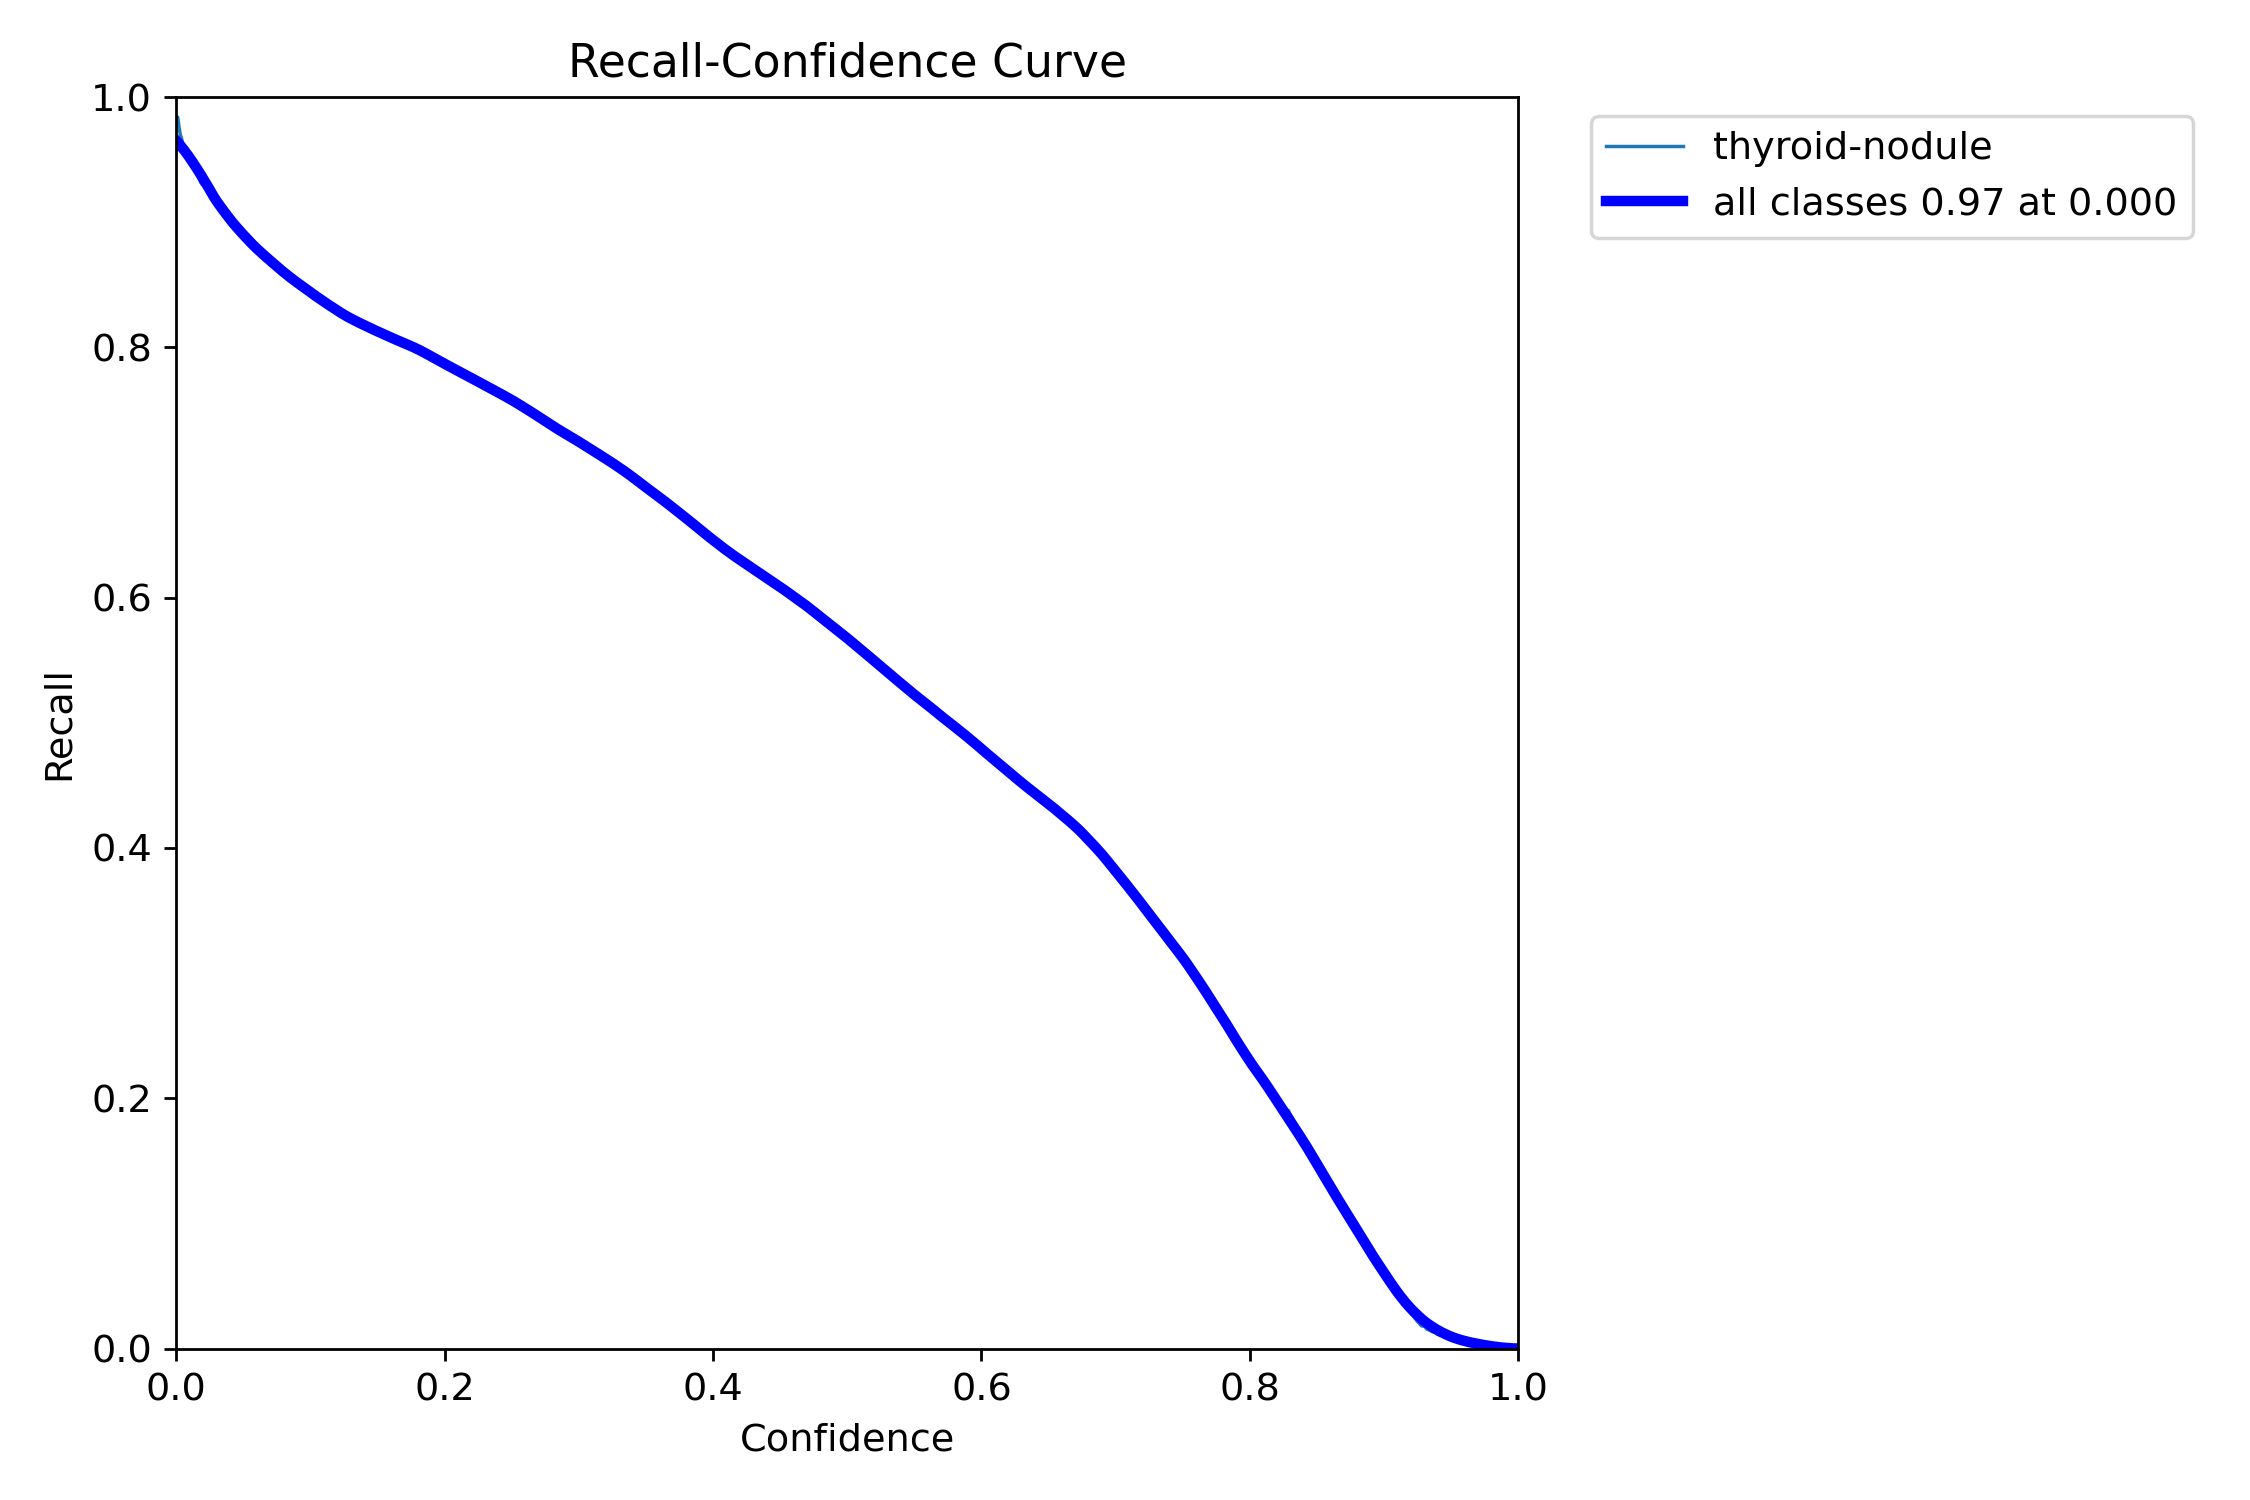 Recall-Confidence Curve
1.0
0.8
0.6
0.4
0.2
0.0
Recall
0.0 0.2 0.4 0.6 0.8 1.0
Confidence
thyroid-nodule
all classes 0.97 at 0.000